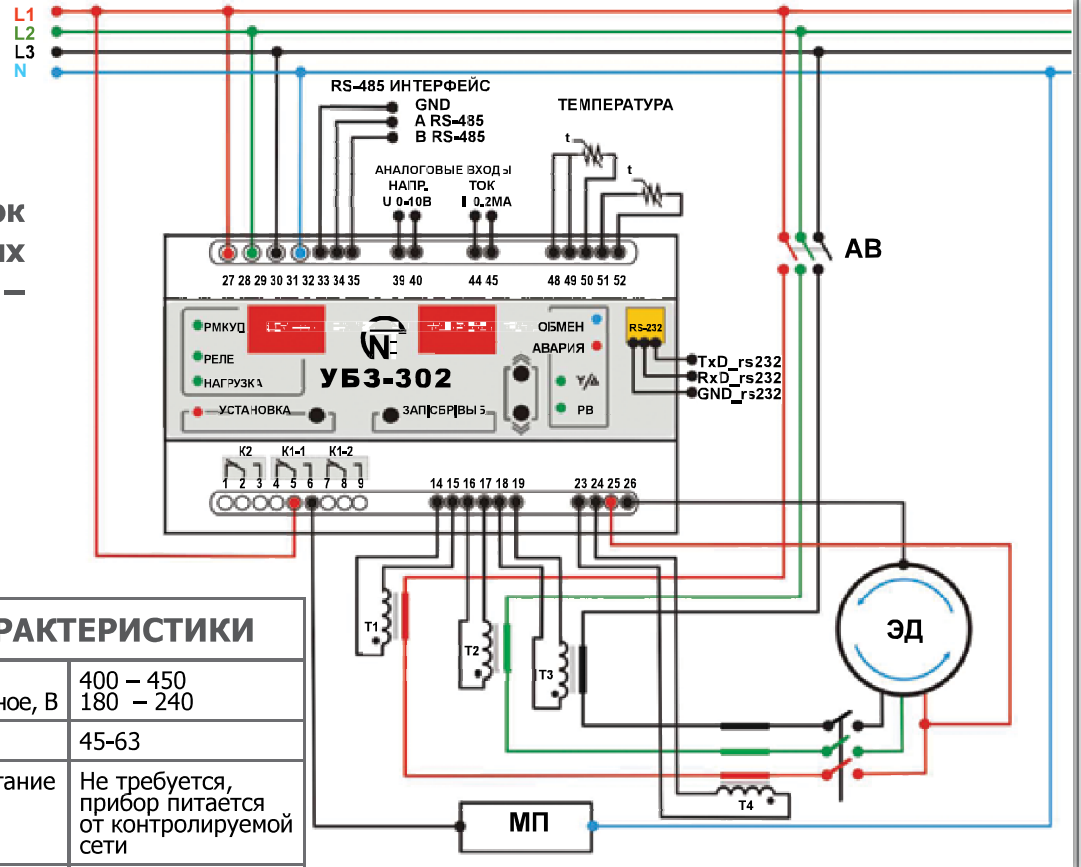 L1
L2
L3
N
RS-485 ИНТЕРФЕЙС
GND
A RS-485
B RS-485
ТЕМПЕРАТУРА
t
t
АНАЛОГОВЫЕ ВХОДЫ
НАПР. ТОК
U 0-10В I 0.2МА
ок
их
–
АВ
27 28 29 30 31 32 33 34 35 39 40 44 45 48 49 50 51 52
РМКУД
РЕЛЕ
НАГРУЗКА
УСТАНОВКА
УБЗ-302
ОБМЕН
АВАРИЯ
Y/Δ
РВ
RS-232
TxD_rs232
RxD_rs232
GND_rs232
K2 K1-1 K1-2
1 2 3 4 5 6 7 8 9
14 15 16 17 18 19 23 24 25 26
T1
T2
T3
T4
ЭД
МП
РАКТЕРИСТИКИ
ное, В
400 – 450
180 – 240
45-63
тание
Не требуется,
прибор питается
от контролируемой
сети